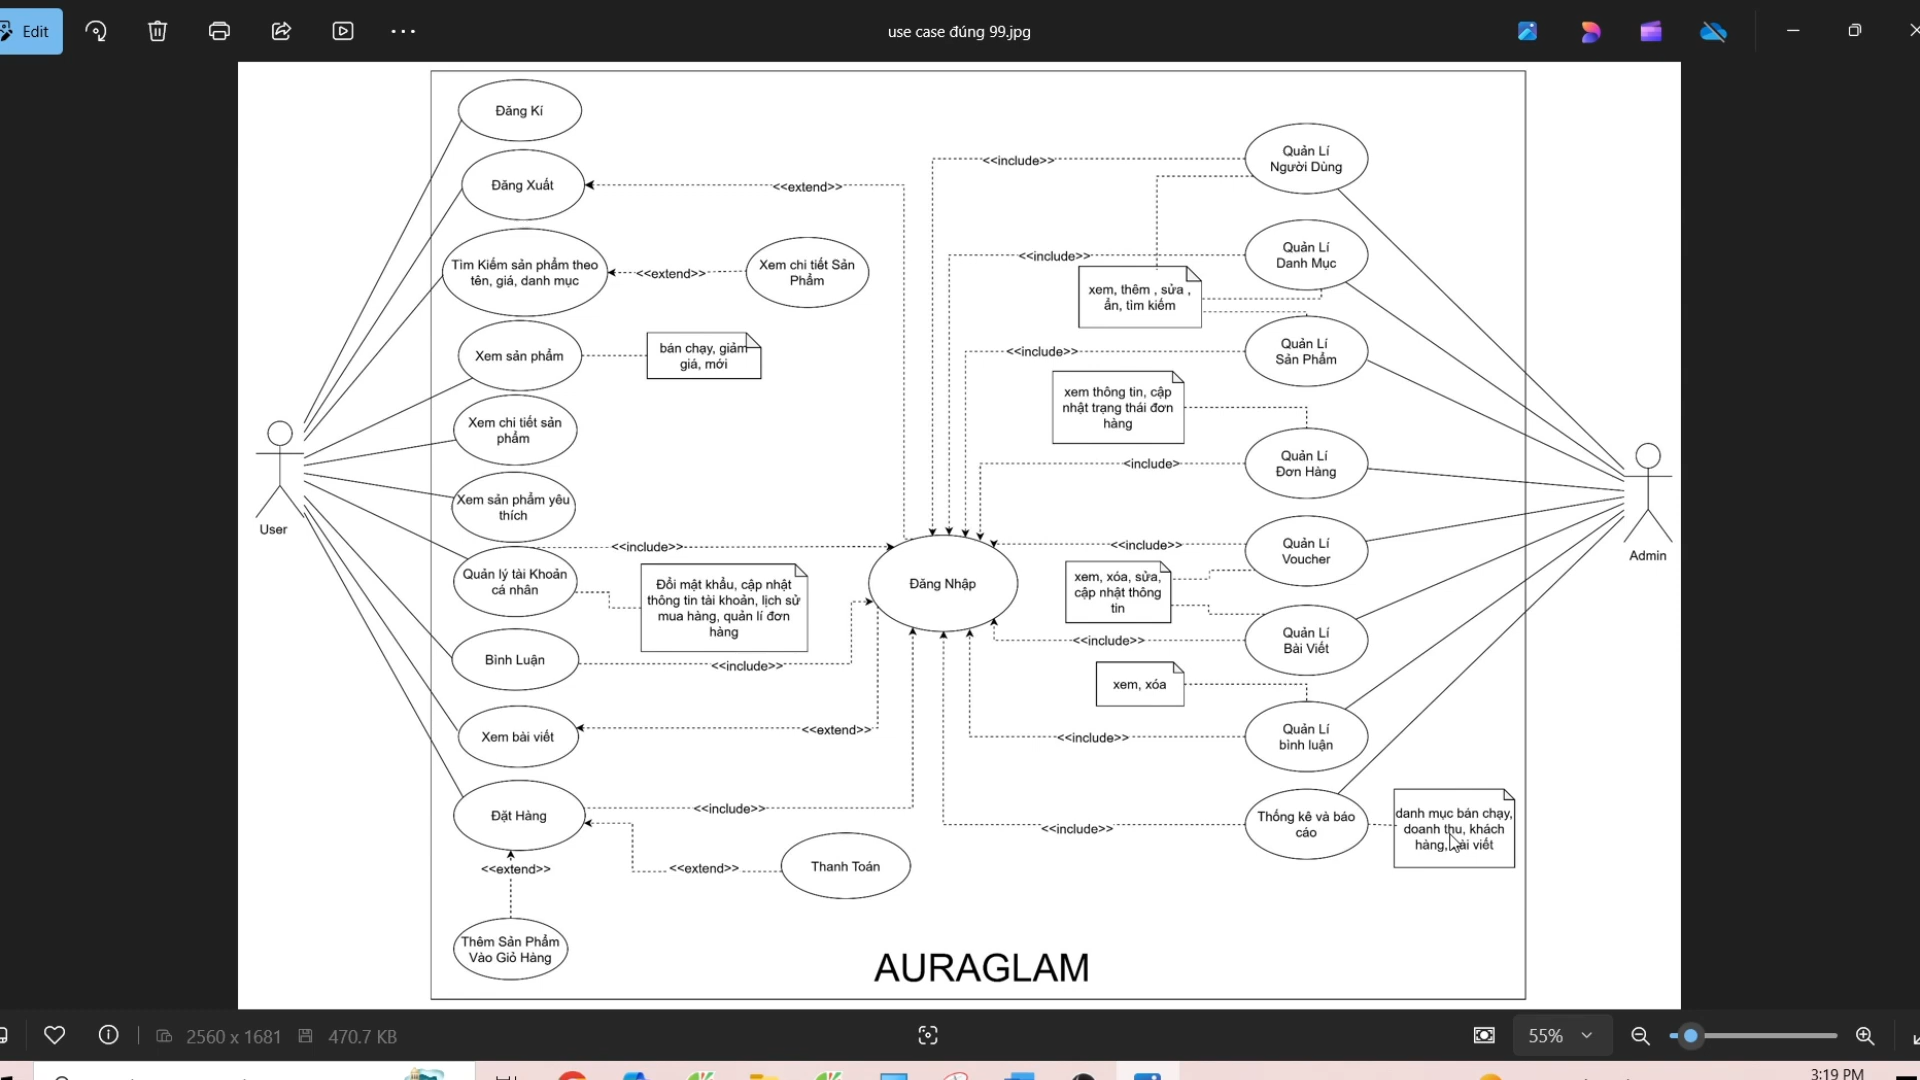 Edit
use case đúng 99.jpg
Đăng Kí
Đăng Xuất
<<extend>>
Tìm Kiếm sản phẩm theo
tên, giá, danh mục
<<extend>>
Xem chi tiết Sản
Phẩm
Xem sản phẩm
bán chạy, giảm
giá, mới
Xem chi tiết sản
phẩm
Xem sản phẩm yêu
thích
Quản lý tài Khoản
cá nhân
<<include>>
Đổi mật khẩu, cập nhật
thông tin tài khoản, lịch sử
mua hàng, quản lí đơn
hàng
Bình Luận
<<include>>
Xem bài viết
<<extend>>
Đặt Hàng
<<include>>
<<extend>>
<<extend>>
Thanh Toán
Thêm Sản Phẩm
Vào Giỏ Hàng
User
Đăng Nhập
<<include>>
Quản Lí
Người Dùng
<<include>>
Quản Lí
Danh Mục
xem, thêm , sửa ,
ẩn, tìm kiếm
<<include>>
Quản Lí
Sản Phẩm
xem thông tin, cập
nhật trạng thái đơn
hàng
<include>
Quản Lí
Đơn Hàng
<<include>>
Quản Lí
Voucher
xem, xóa, sửa,
cập nhật thông
tin
<<include>>
Quản Lí
Bài Viết
xem, xóa
<<include>>
Quản Lí
bình luận
<<include>>
Thống kê và báo
cáo
danh mục bán chạy,
doanh thu, khách
hàng, bài viết
Admin
AURAGLAM
2560 x 1681
470.7 KB
55%
3:19 PM